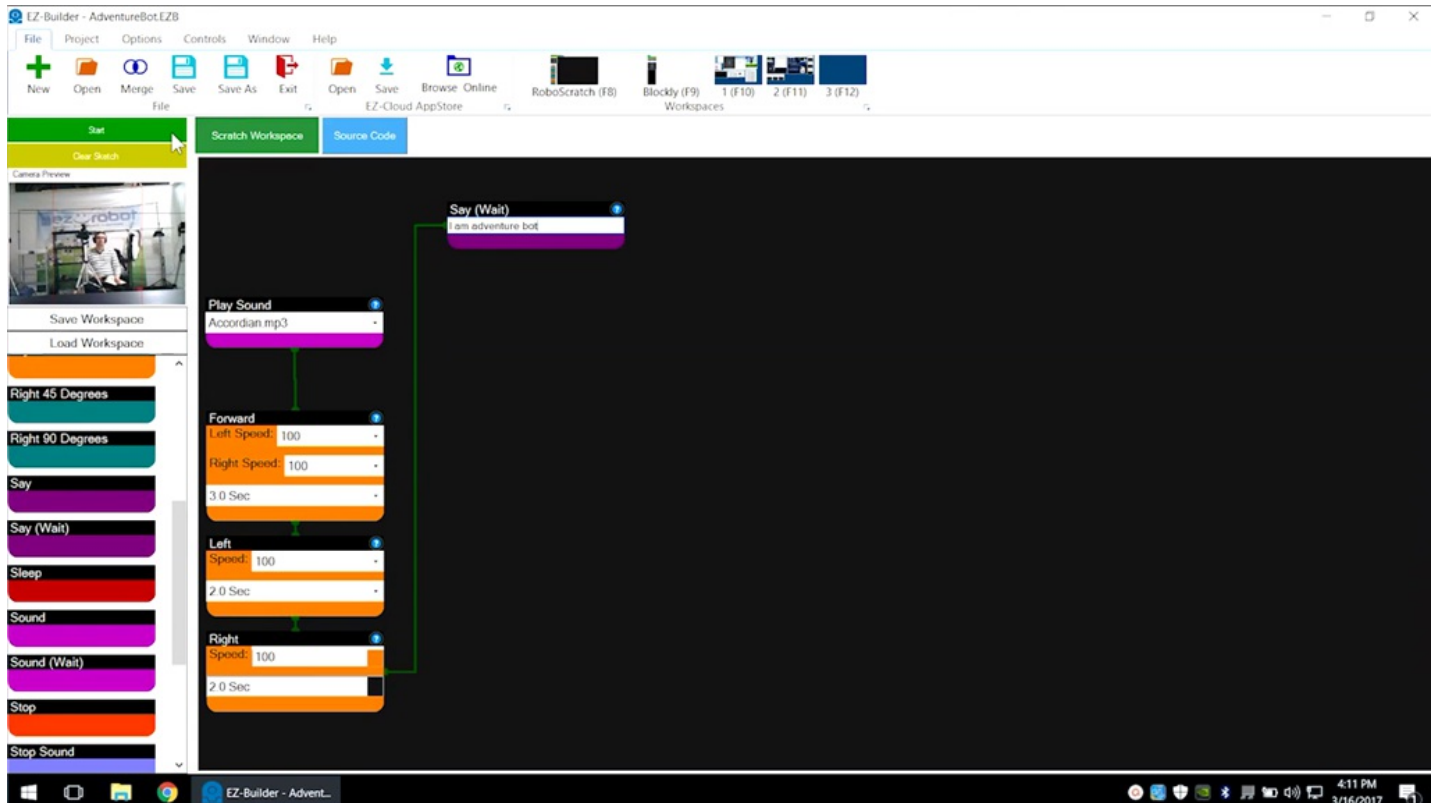 EZ-Builder - AdventureBot.EZB
File Project Options Controls Window Help
New Open Merge Save Save As Exit Open Save Browse Online RoboScratch (F8) Blockly (F9) 1 (F10) 2 (F11) 3 (F12)
File EZ-Cloud AppStore Workspaces
Start
Clear Sketch
Scratch Workspace Source Code
Camera Preview
ez robot
Save Workspace
Load Workspace
Right 45 Degrees
Right 90 Degrees
Say
Say (Wait)
Sleep
Sound
Sound (Wait)
Stop
Stop Sound
Say (Wait)
I am adventure bot
Play Sound
Accordian.mp3
Forward
Left Speed: 100
Right Speed: 100
3.0 Sec
Left
Speed: 100
2.0 Sec
Right
Speed: 100
2.0 Sec
EZ-Builder - Advent...
4:11 PM
3/16/2017